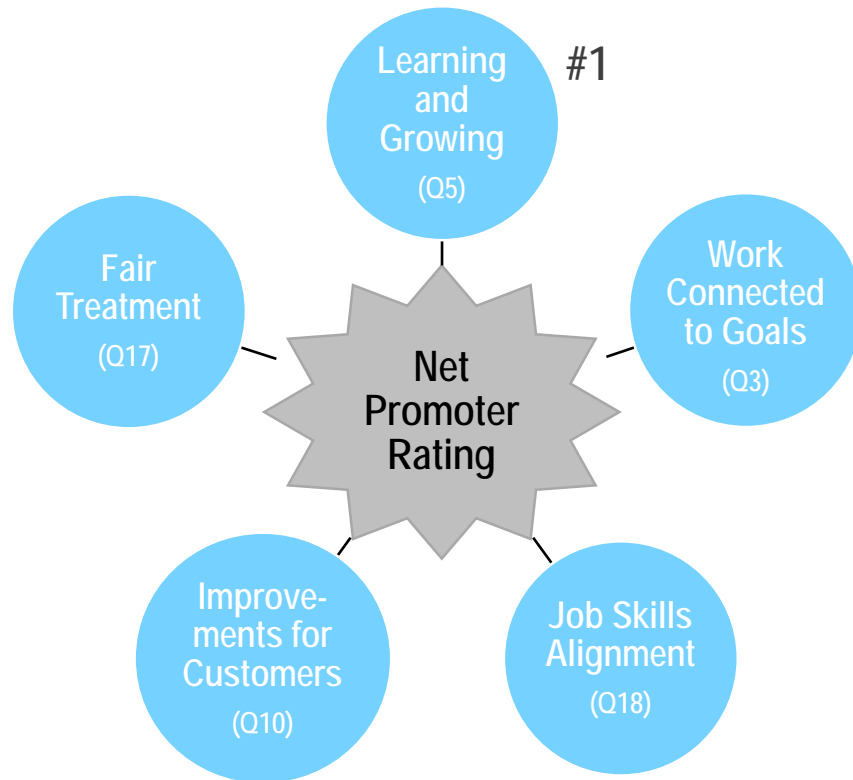 Learning
and
Growing
(Q5)
#1
Fair
Treatment
(Q17)
Work
Connected
to Goals
(Q3)
Net
Promoter
Rating
Improve-
ments for
Customers
(Q10)
Job Skills
Alignment
(Q18)